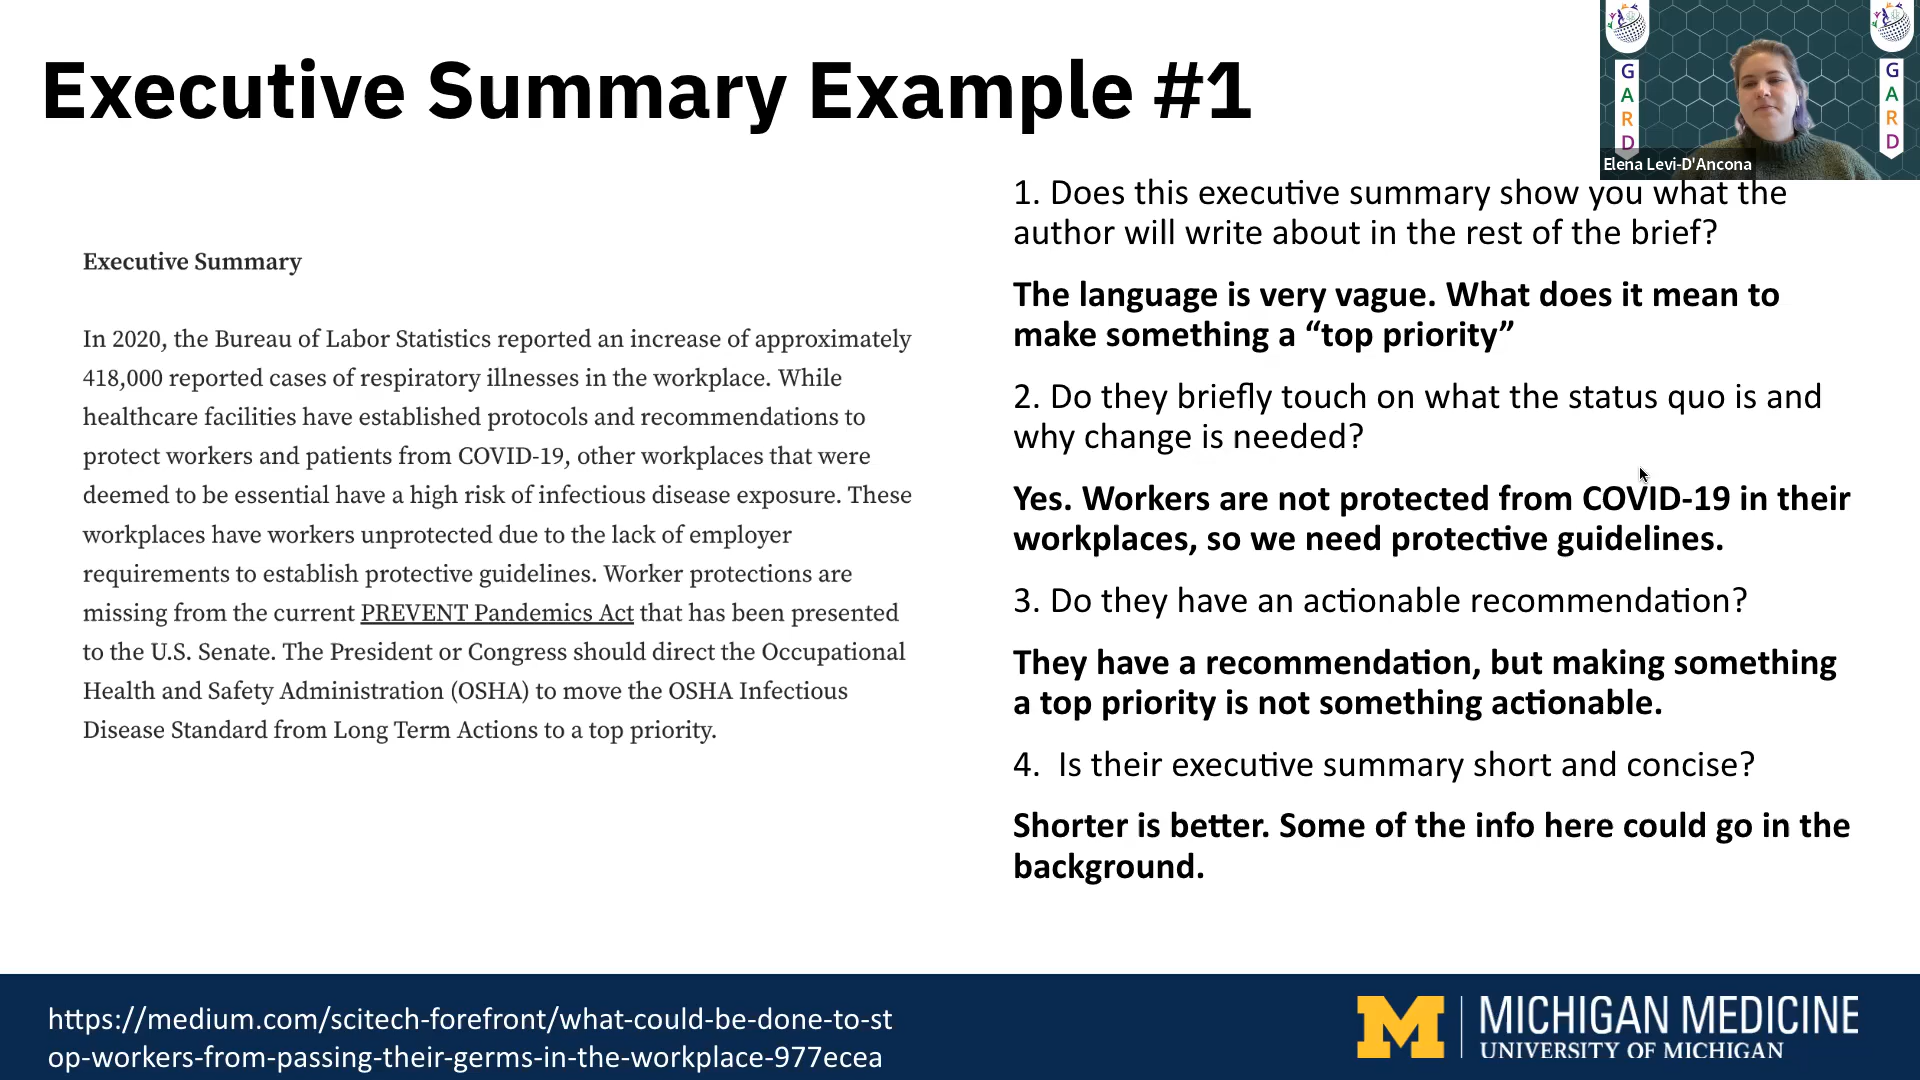 Executive Summary Example #1
G
A
R
D
G
A
R
D
Elena Levi-D'Ancona
Executive Summary
In 2020, the Bureau of Labor Statistics reported an increase of approximately
418,000 reported cases of respiratory illnesses in the workplace. While
healthcare facilities have established protocols and recommendations to
protect workers and patients from COVID-19, other workplaces that were
deemed to be essential have a high risk of infectious disease exposure. These
workplaces have workers unprotected due to the lack of employer
requirements to establish protective guidelines. Worker protections are
missing from the current PREVENT Pandemics Act that has been presented
to the U.S. Senate. The President or Congress should direct the Occupational
Health and Safety Administration (OSHA) to move the OSHA Infectious
Disease Standard from Long Term Actions to a top priority.
1. Does this executive summary show you what the
author will write about in the rest of the brief?
The language is very vague. What does it mean to
make something a “top priority”
2. Do they briefly touch on what the status quo is and
why change is needed?
Yes. Workers are not protected from COVID-19 in their
workplaces, so we need protective guidelines.
3. Do they have an actionable recommendation?
They have a recommendation, but making something
a top priority is not something actionable.
4.  Is their executive summary short and concise?
Shorter is better. Some of the info here could go in the
background.
https://medium.com/scitech-forefront/what-could-be-done-to-st
op-workers-from-passing-their-germs-in-the-workplace-977ecea
M
MICHIGAN MEDICINE
UNIVERSITY OF MICHIGAN